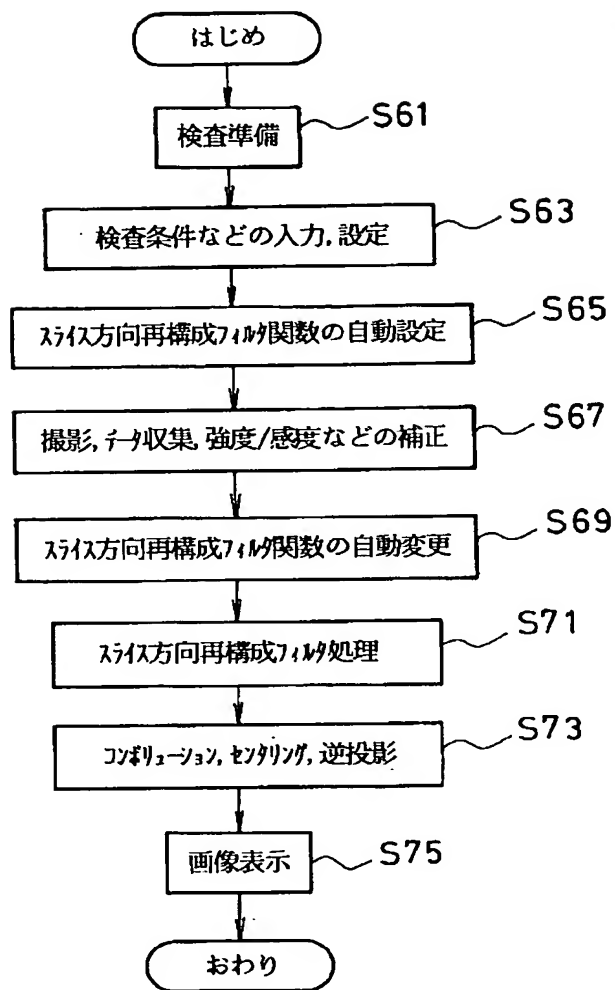 はじめ
検査準備
S61
検査条件などの入力,設定
S63
スライス方向再構成フィルタ関数の自動設定
S65
撮影,データ収集,強度/感度などの補正
S67
スライス方向再構成フィルタ関数の自動変更
S69
スライス方向再構成フィルタ処理
S71
コンボリューション,センタリング,逆投影
S73
画像表示
S75
おわり